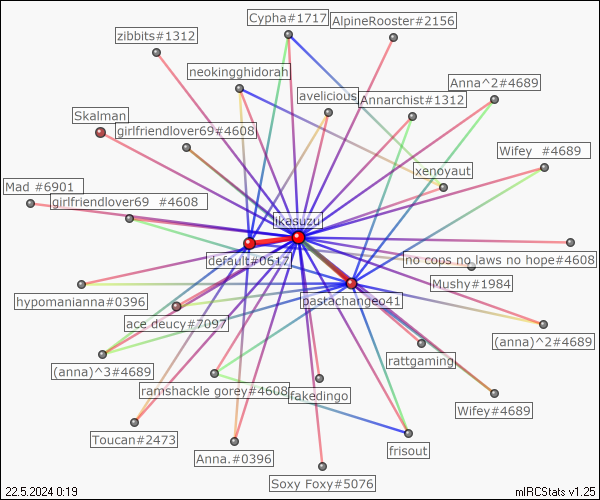 Cypha#1717
AlpineRooster#2156
zibbits#1312
neokingghidorah
Anna^2#4689
avelicious
Annarchist#1312
Skalman
girlfriendlover69#4608
Wifey  #4689
xenoyaut
Mad #6901
girlfriendlover69  #4608
ikasuzu
default#0617
no cops no laws no hope#4608
Mushy#1984
hypomanianna#0396
pastachangeo41
ace deucy#7097
(anna)^2#4689
rattgaming
(anna)^3#4689
ramshackle gorey#4608
fakedingo
Wifey#4689
Toucan#2473
Anna.#0396
frisout
Soxy Foxy#5076
22.5.2024 0:19
mIRCStats v1.25